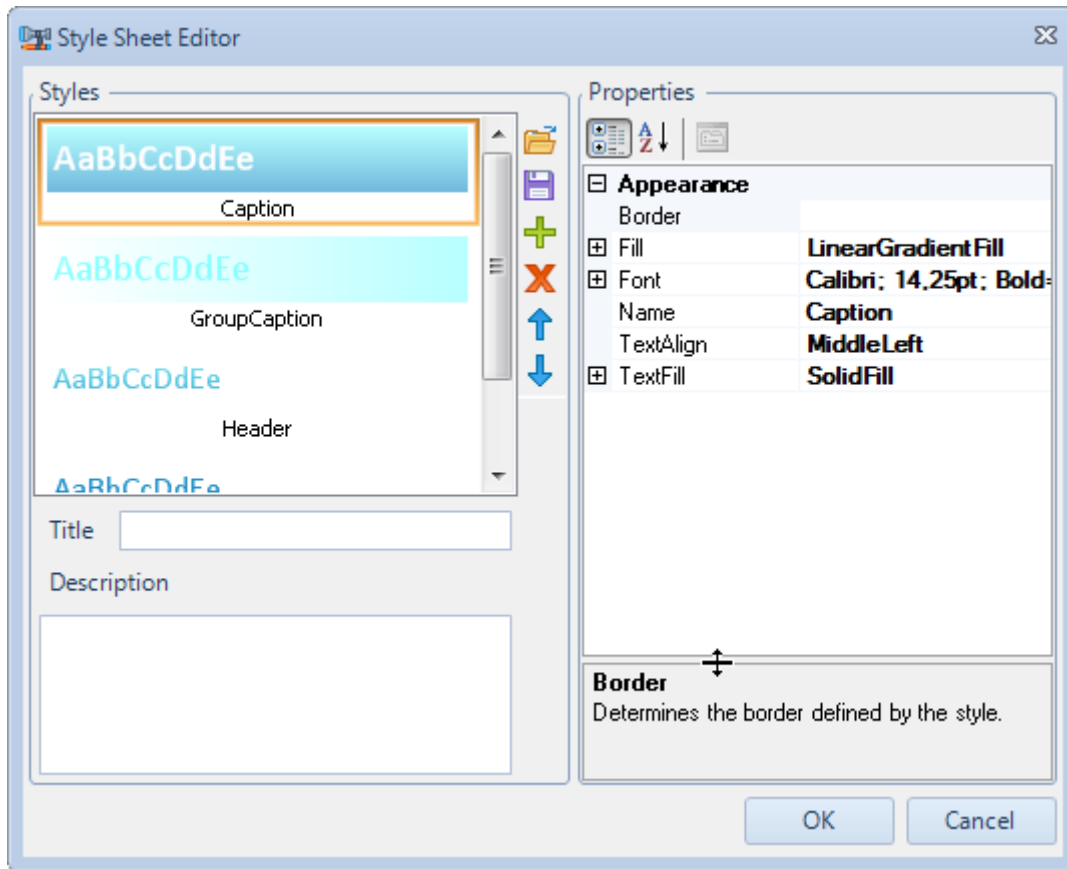 Style Sheet Editor
Styles
AaBbCcDdEe
Caption
AaBbCcDdEe
GroupCaption
AaBbCcDdEe
Header
AaBbCcDdEe
Title
Description
Properties
A
Z
Appearance
Border
Fill LinearGradientFill
Font Calibri; 14,25pt; Bold=
Name Caption
TextAlign MiddleLeft
TextFill SolidFill
Border
Determines the border defined by the style.
OK Cancel